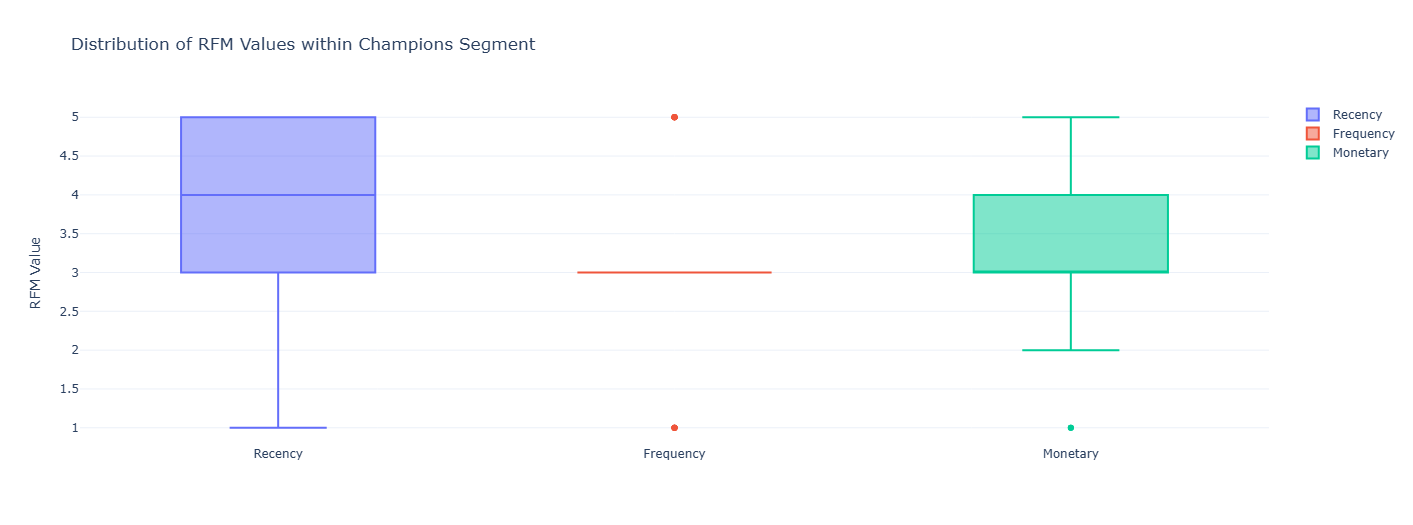 Distribution of RFM Values within Champions Segment
5
4.5
4
3.5
3
2.5
2
1.5
1
RFM Value
Recency
Frequency
Monetary
Recency
Frequency
Monetary